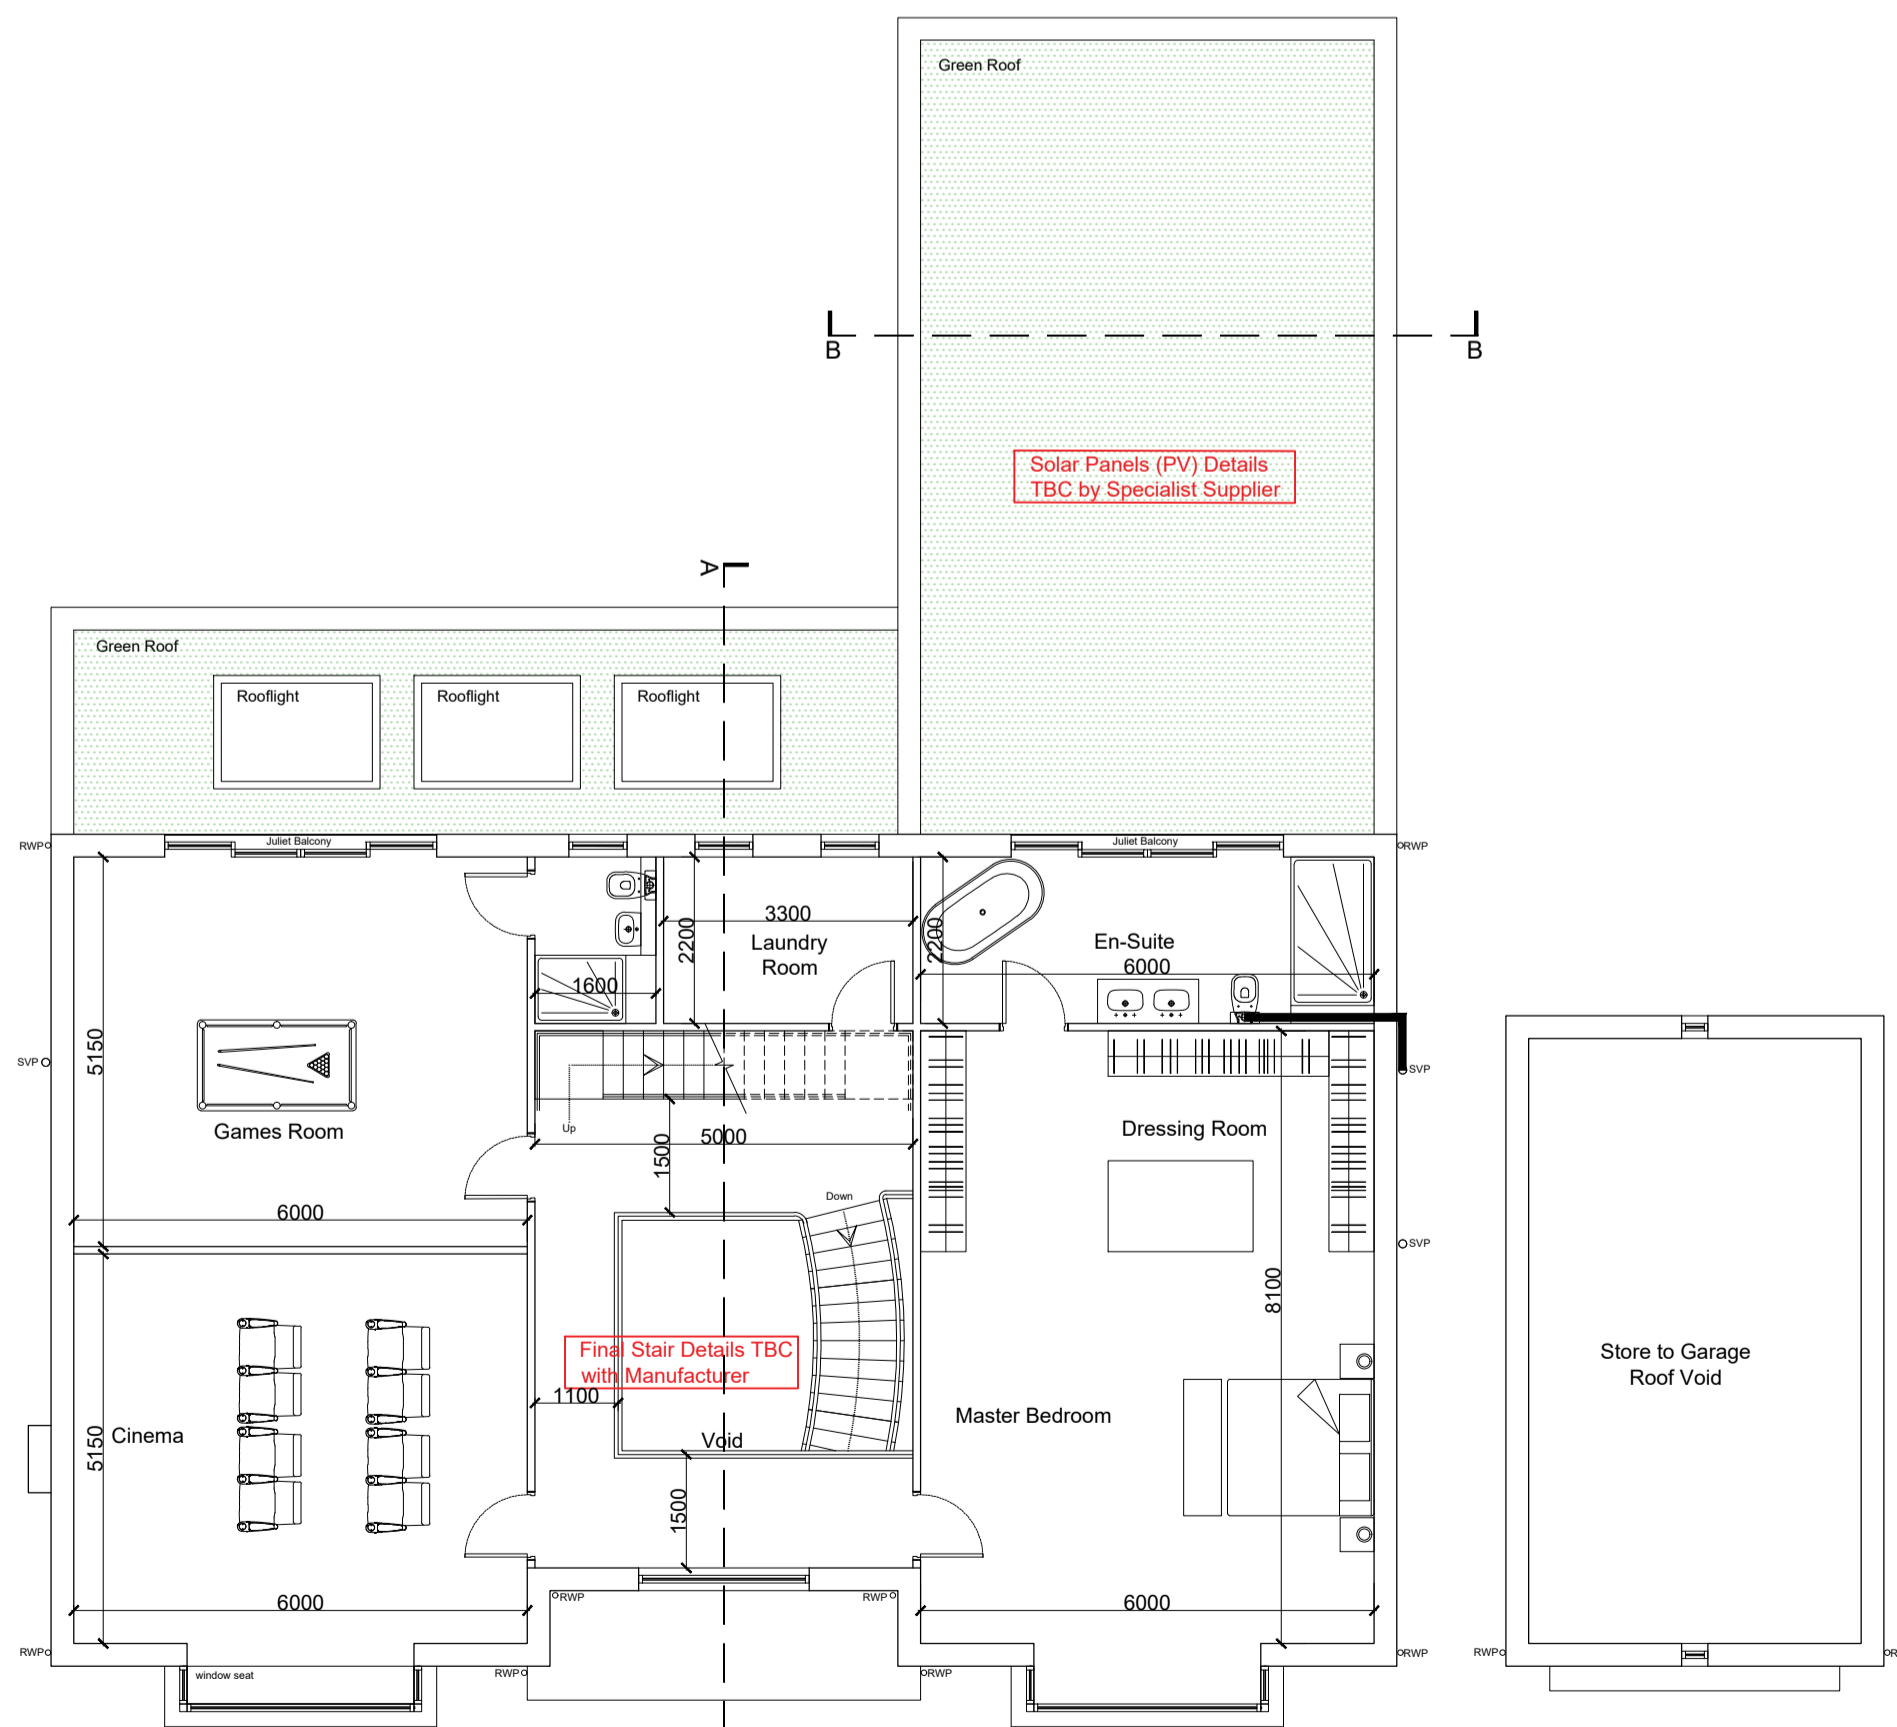 Green Roof
B
B
Solar Panels (PV) Details
TBC by Specialist Supplier
A
Green Roof
Rooflight
Rooflight
Rooflight
RWP
Juliet Balcony
Juliet Balcony
RWP
3300
2200
Laundry
Room
2200
En-Suite
6000
1600
5150
SVP
SVP
Up
Games Room
5000
1500
Dressing Room
Down
6000
SVP
8100
Final Stair Details TBC
with Manufacturer
1100
Store to Garage
Roof Void
Cinema
5150
Void
Master Bedroom
1500
6000
RWP
RWP
6000
RWP
window seat
RWP
RWP
RWP
RWP
R